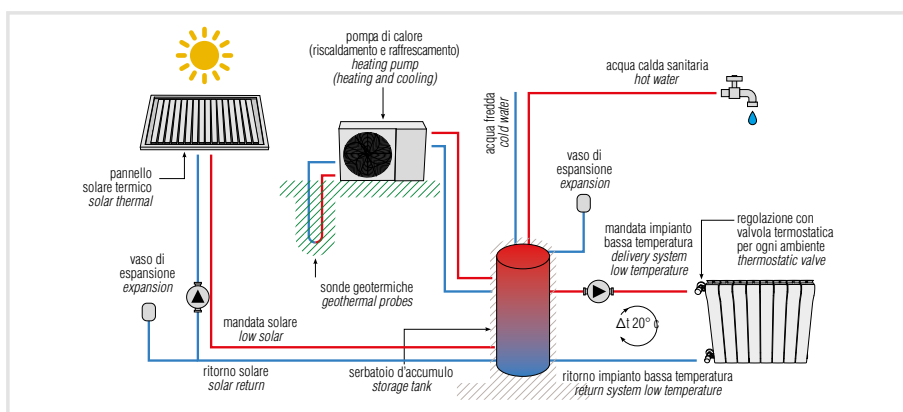 pompa di calore
(riscaldamento e raffrescamento)
heating pump
(heating and cooling)
acqua calda sanitaria
hot water
acqua fredda
cold water
pannello
solare termico
solar thermal
vaso di
espansione
expansion
mandata impianto
bassa temperatura
delivery system
low temperature
regolazione con
valvola termostatica
per ogni ambiente
thermostatic valve
vaso di
espansione
expansion
sonde geotermiche
geothermal probes
Δt 20° c
mandata solare
low solar
ritorno solare
solar return
serbatoio d'accumulo
storage tank
ritorno impianto bassa temperatura
return system low temperature